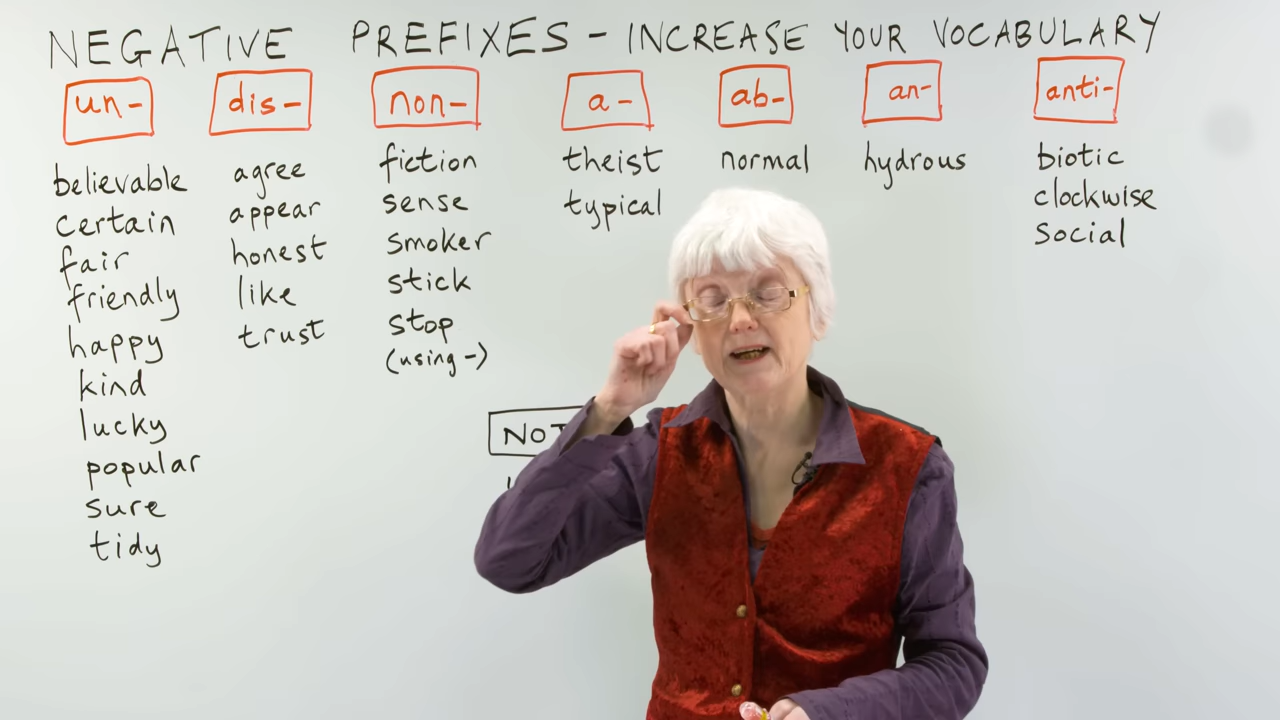 NEGATIVE PREFIXES - INCREASE YOUR VOCABULARY
un-
believable
certain
fair
friendly
happy
kind
lucky
popular
sure
tidy
dis-
agree
appear
honest
like
trust
non-
fiction
sense
smoker
stick
stop
(using -)
a-
theist
typical
ab-
normal
an-
hydrous
anti-
biotic
clockwise
social